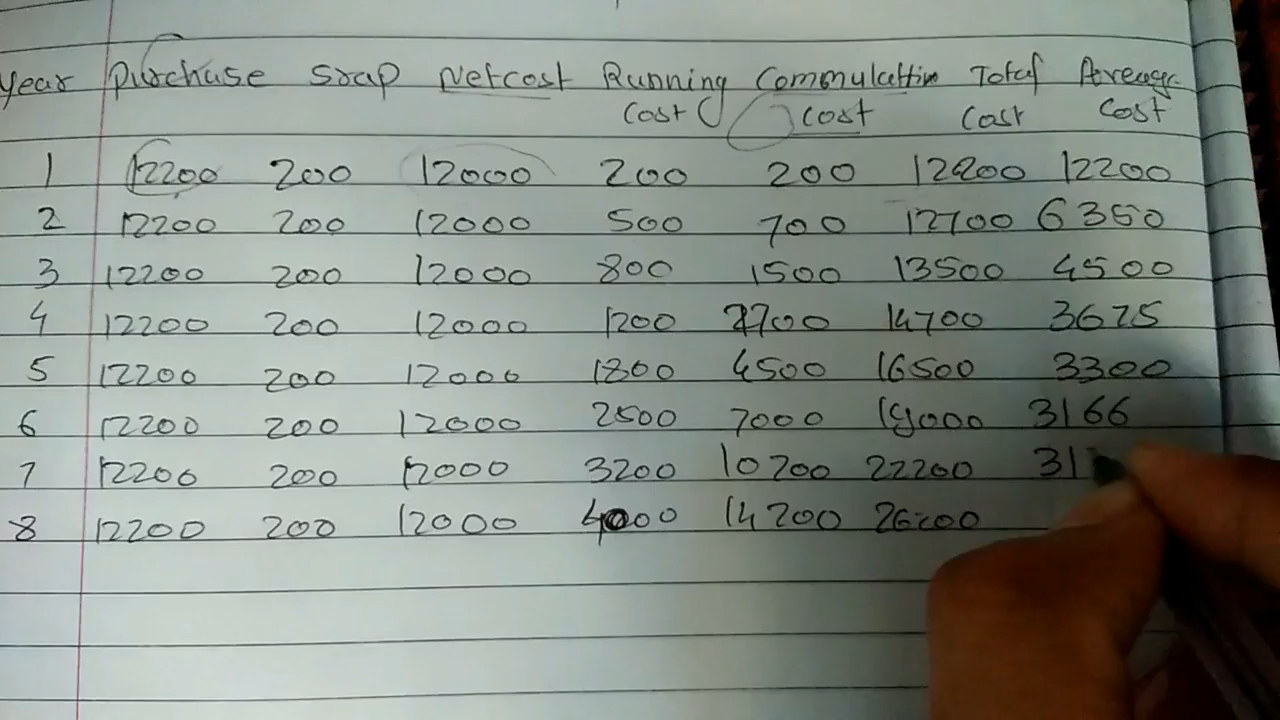 Year Purchase Srap Netcost Running Commulattin Total Average
Cost cost Cost Cost
1 12200 200 12000 200 200 12200 12200
2 12200 200 12000 500 700 12700 6350
3 12200 200 12000 800 1500 13500 4500
4 12200 200 12000 1200 2700 14700 3675
5 12200 200 12000 1800 4500 16500 3300
6 12200 200 12000 2500 7000 19000 3166
7 12200 200 12000 3200 10200 22200 31
8 12200 200 12000 4000 14200 26200